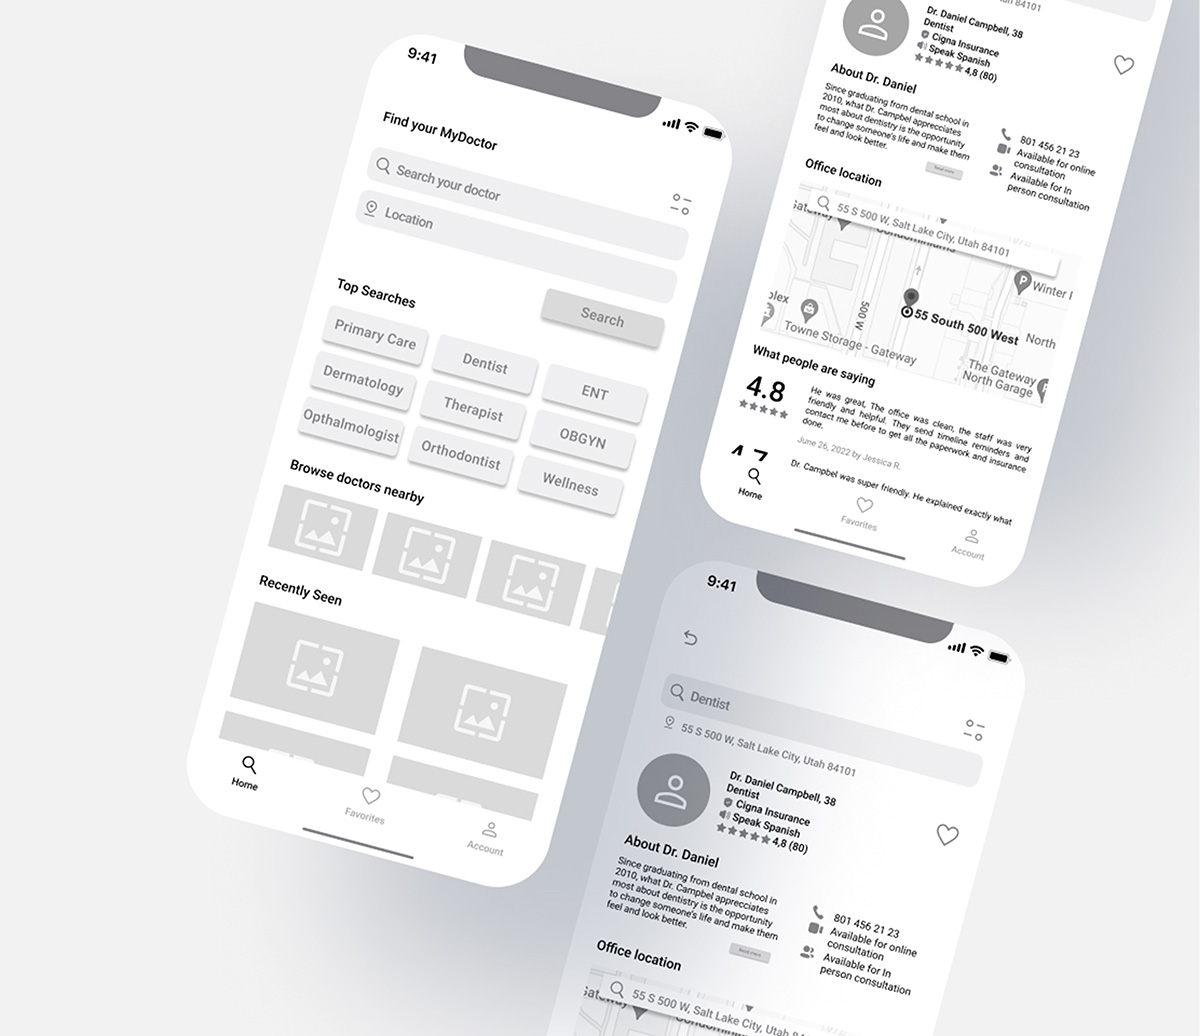 9:41
Find your MyDoctor
Search your doctor
Location
Search
Top Searches
Primary Care
Dentist
ENT
Dermatology
Therapist
OBGYN
Opthalmologist
Orthodontist
Wellness
Browse doctors nearby
Recently Seen
Home
Favorites
Account
Utah 84101
Dr. Daniel Campbell, 38
Dentist
Cigna Insurance
Speak Spanish
4,8 (80)
About Dr. Daniel
Since graduating from dental school in
2010, what Dr. Campbel apprecciates
most about dentistry is the opportunity
to change someone's life and make them
feel and look better.
Read more
801 456 21 23
Available for online
consultation
Available for In
person consultation
Office location
55 S 500 W, Salt Lake City, Utah 84101
Gateway
Condominiums
Winter
plex
500 W
55 South 500 West
North
Towne Storage - Gateway
The Gateway
North Garage
What people are saying
4.8
He was great, The office was clean, the staff was very
friendly and helpful. They send timeline reminders and
contact me before to get all the paperwork and insurance
done.
June 26, 2022 by Jessica R.
Dr. Campbel was super friendly. He explained exactly what
Home
Favorites
Account
9:41
Dentist
55 S 500 W, Salt Lake City, Utah 84101
Dr. Daniel Campbell, 38
Dentist
Cigna Insurance
Speak Spanish
4,8 (80)
About Dr. Daniel
Since graduating from dental school in
2010, what Dr. Campbel apprecciates
most about dentistry is the opportunity
to change someone's life and make them
feel and look better.
Read more
801 456 21 23
Available for online
consultation
Available for In
person consultation
Office location
55 S 500 W, Salt Lake City, Utah 84101
Gateway